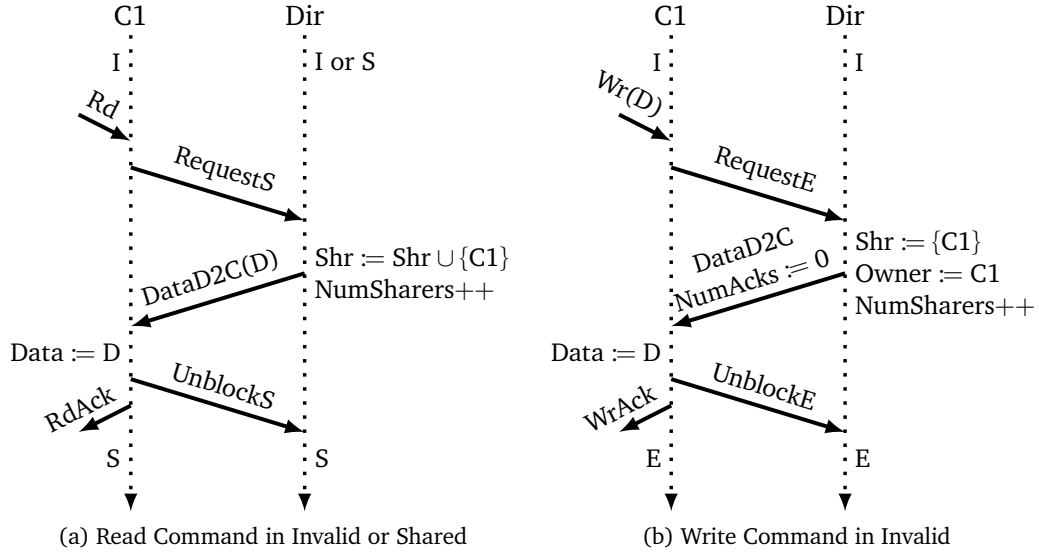 C1
Dir
I
I or S
Rd
RequestS
Shr := Shr ∪ {C1}
NumSharers++
DataD2C(D)
Data := D
UnblockS
RdAck
S
S
(a) Read Command in Invalid or Shared
C1
Dir
I
I
Wr(D)
RequestE
DataD2C
NumAcks := 0
Shr := {C1}
Owner := C1
NumSharers++
Data := D
UnblockE
WrAck
E
E
(b) Write Command in Invalid